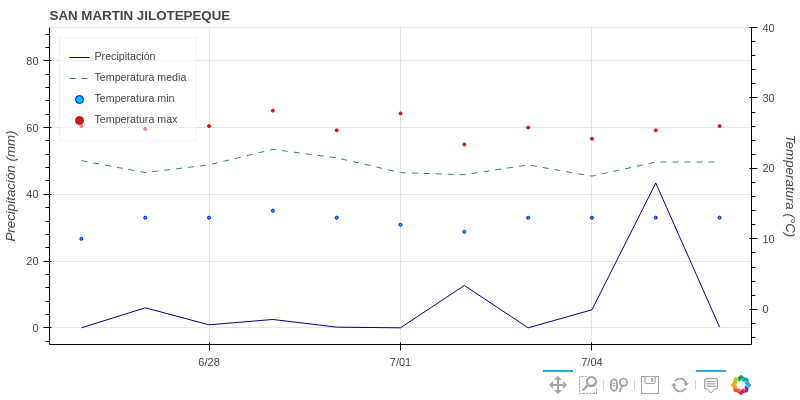 SAN MARTIN JILOTEPEQUE
Precipitación
Temperatura media
Temperatura min
Temperatura max
Precipitación (mm)
80
60
40
20
0
Temperatura (°C)
40
30
20
10
0
6/28
7/01
7/04